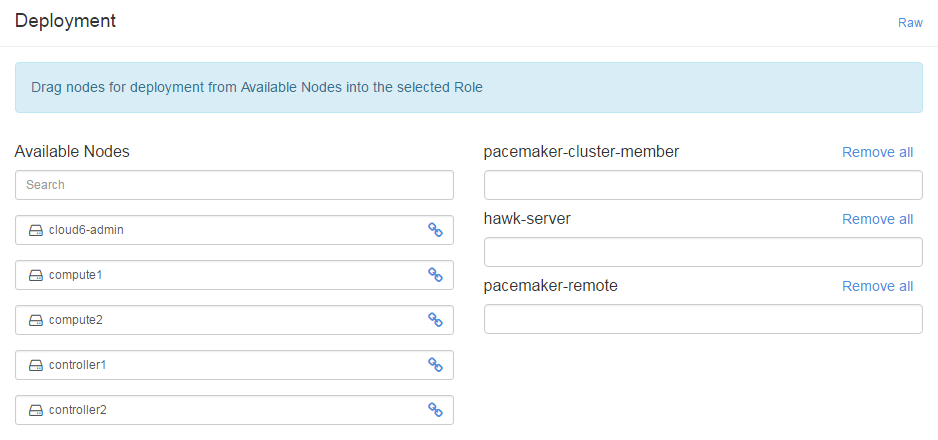 Deployment
Raw
Drag nodes for deployment from Available Nodes into the selected Role
Available Nodes
Search
cloud6-admin
compute1
compute2
controller1
controller2
pacemaker-cluster-member
Remove all
hawk-server
Remove all
pacemaker-remote
Remove all